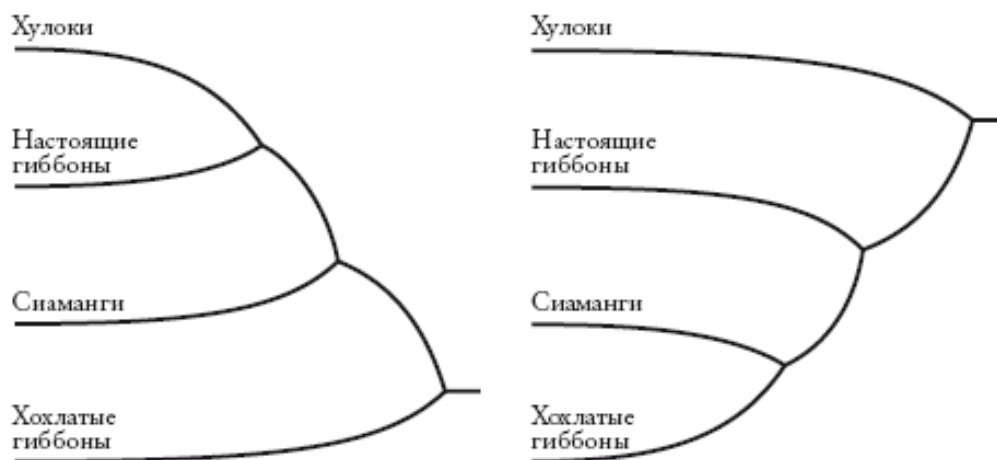 Хулоки
Настоящие
гиббоны
Сиаманги
Хохлатые
гиббоны
Хулоки
Настоящие
гиббоны
Сиаманги
Хохлатые
гиббоны